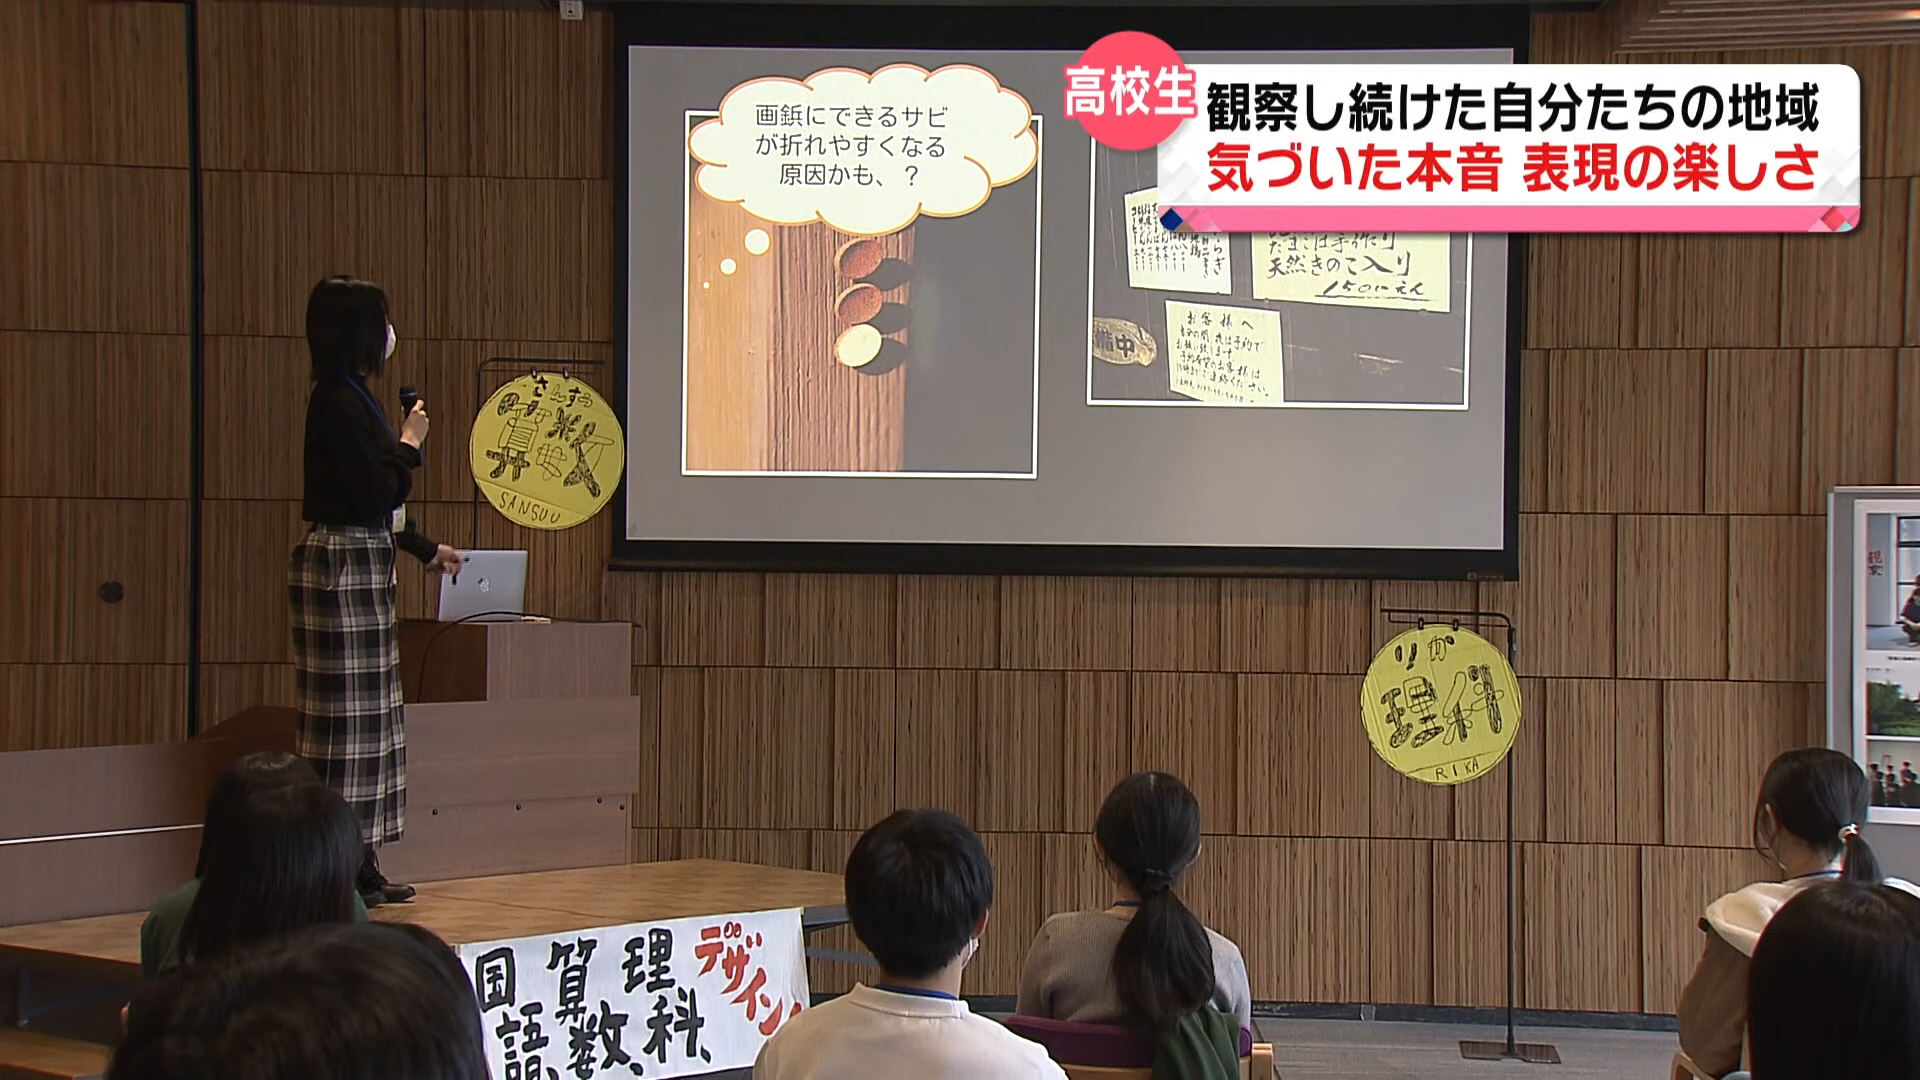 高校生
観察し続けた自分たちの地域
気づいた本音 表現の楽しさ
画鋲にできるサビ
が折れやすくなる
原因かも、?
天然きのこ入り
お客様へ
備中
さんすう
算数
SANSUU
りか
理科
RIKA
国語、
算数、
理科、
デザイン!